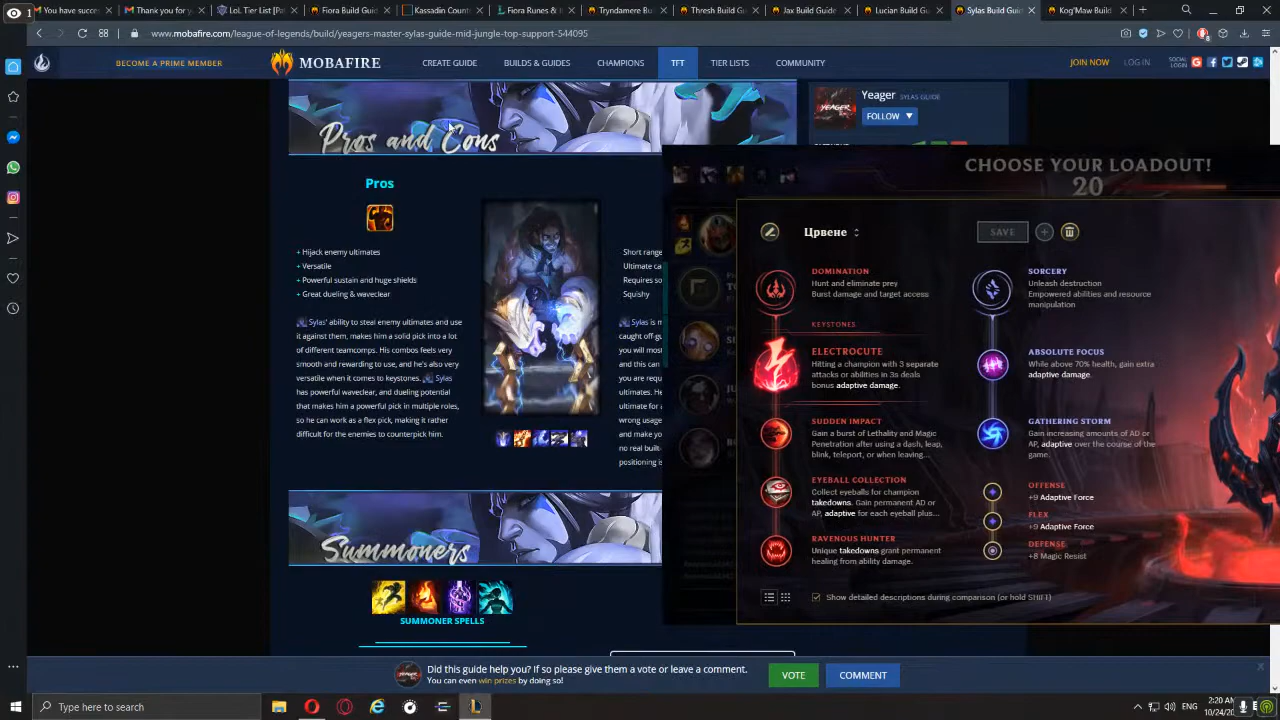 1
You have succe
Thank you for y
LoL Tier List [Pa
Fiora Build Guid
Kassadin Counte
Fiora Runes & I
Tryndamere Bu
Thresh Build Gu
Jax Build Guide
Lucian Build Gu
Sylas Build Guid
Kog'Maw Build
www.mobafire.com/league-of-legends/build/yeagers-master-sylas-guide-mid-jungle-top-support-544095
BECOME A PRIME MEMBER
MOBAFIRE
CREATE GUIDE
BUILDS & GUIDES
CHAMPIONS
TFT
TIER LISTS
COMMUNITY
JOIN NOW
LOG IN
SOCIAL
LOGIN
Pros and Cons
Yeager SYLAS GUIDE
FOLLOW
Pros
+ Hijack enemy ultimates
+ Versatile
+ Powerful sustain and huge shields
+ Great dueling & waveclear
Sylas' ability to steal enemy ultimates and use
it against them, makes him a solid pick into a lot
of different teamcomps. His combos feels very
smooth and rewarding to use, and he's also very
versatile when it comes to keystones. Sylas
has powerful waveclear, and dueling potential
that makes him a powerful pick in multiple roles,
so he can work as a flex pick, making it rather
difficult for the enemies to counterpick him.
Short range
Ultimate ca
Requires so
Squishy
Sylas is m
caught off-gu
you will most
and this can
you are requ
ultimates. He
ultimate for a
wrong usage
and make yo
no real built-
positioning is
CHOOSE YOUR LOADOUT!
20
Црвене
SAVE
DOMINATION
Hunt and eliminate prey
Burst damage and target access
KEYSTONES
ELECTROCUTE
Hitting a champion with 3 separate
attacks or abilities in 3s deals
bonus adaptive damage.
SUDDEN IMPACT
Gain a burst of Lethality and Magic
Penetration after using a dash, leap,
blink, teleport, or when leaving...
EYEBALL COLLECTION
Collect eyeballs for champion
takedowns. Gain permanent AD or
AP, adaptive for each eyeball plus...
RAVENOUS HUNTER
Unique takedowns grant permanent
healing from ability damage.
SORCERY
Unleash destruction
Empowered abilities and resource
manipulation
ABSOLUTE FOCUS
While above 70% health, gain extra
adaptive damage.
GATHERING STORM
Gain increasing amounts of AD or
AP, adaptive over the course of the
game.
OFFENSE
+9 Adaptive Force
FLEX
+9 Adaptive Force
DEFENSE
+8 Magic Resist
Show detailed descriptions during comparison (or hold SHIFT)
Summoners
SUMMONER SPELLS
Did this guide help you? If so please give them a vote or leave a comment.
You can even win prizes by doing so!
VOTE
COMMENT
Type here to search
ENG
2:20 AM
10/24/20